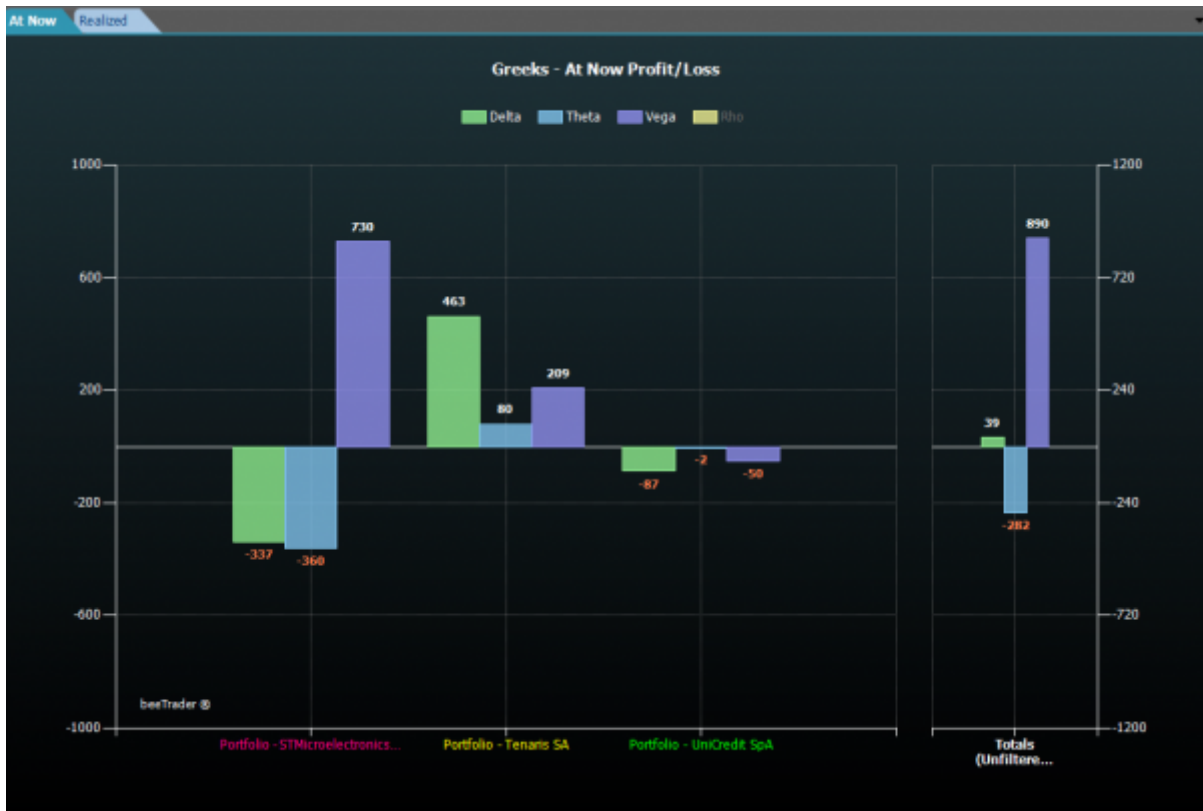 At Now Realized
Greeks - At Now Profit/Loss
Delta Theta Vega Rho
1000
600
200
-200
-600
-1000
1200
720
240
-240
-720
-1200
730
463
80
209
-337
-360
-87
-2
-50
39
-282
890
beeTrader ®
Portfolio - STMicroelectronics...
Portfolio - Tenaris SA
Portfolio - UniCredit SpA
Totals
(Unfiltere...